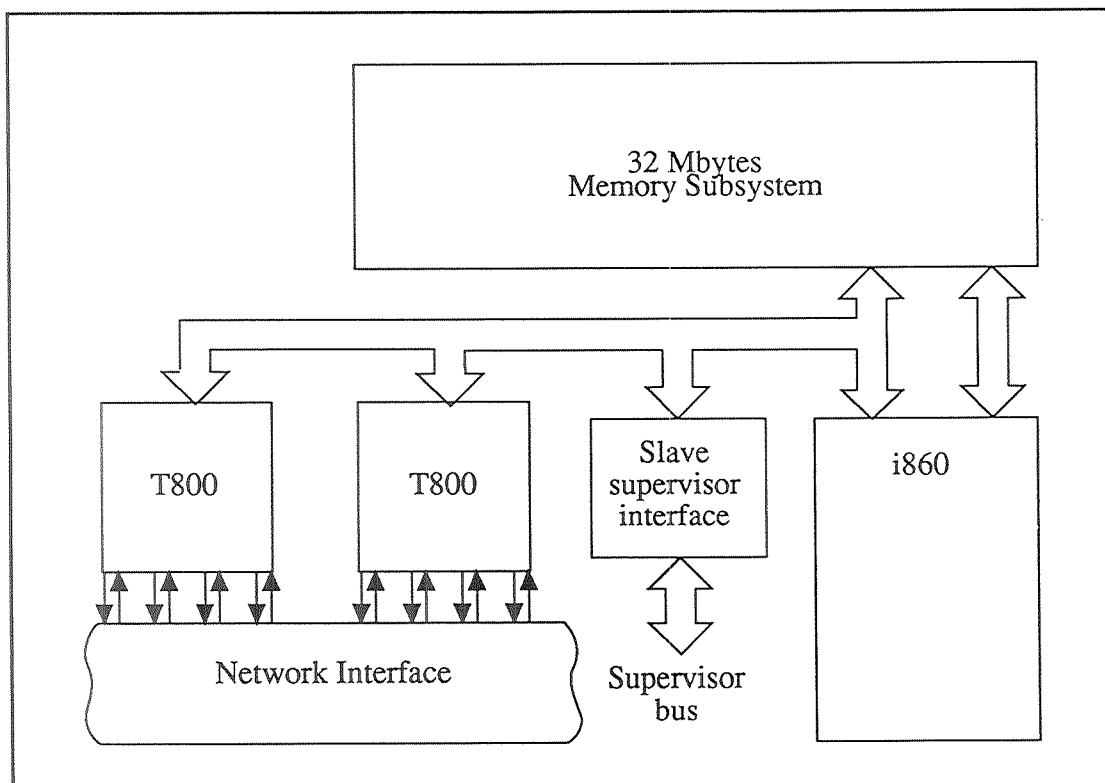 32 Mbytes
Memory Subsystem
T800
T800
Slave
supervisor
interface
i860
Network Interface
Supervisor
bus